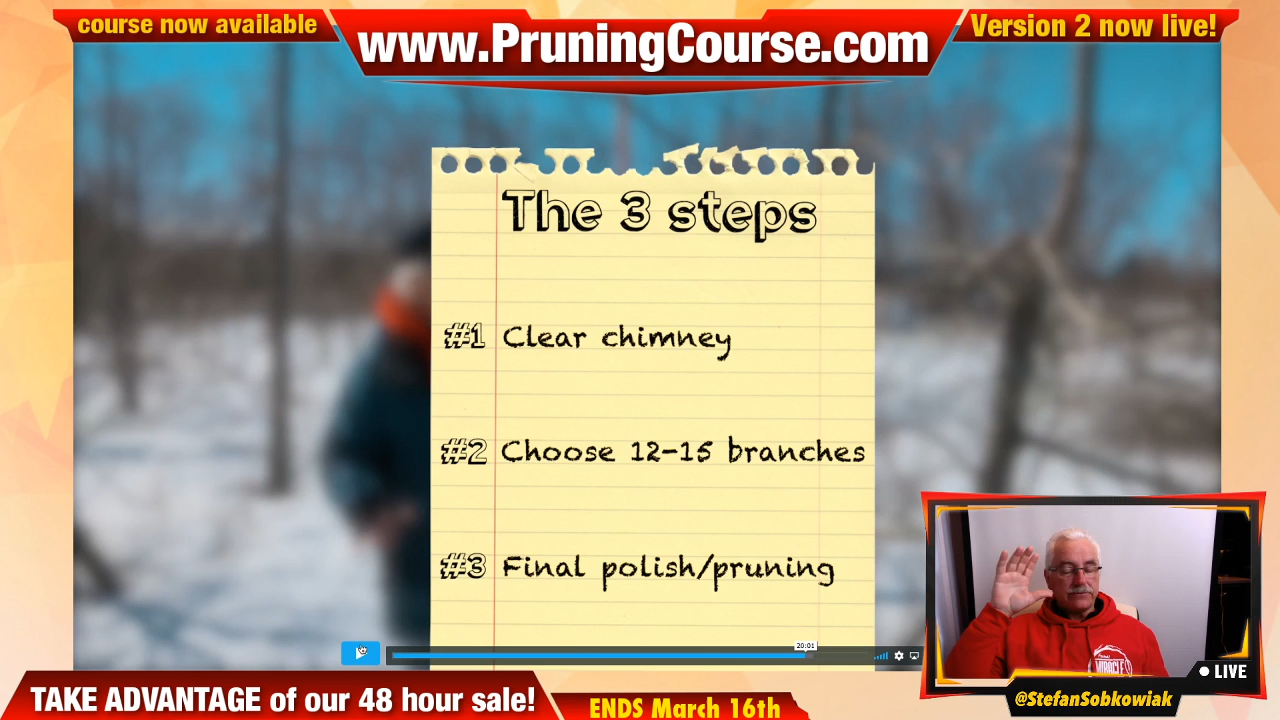 course now available
www.PruningCourse.com
Version 2 now live!
The 3 steps
#1 Clear chimney
#2 Choose 12-15 branches
#3 Final polish/pruning
20:01
MIRACLE
LIVE
@StefanSobkowiak
TAKE ADVANTAGE of our 48 hour sale!
ENDS March 16th